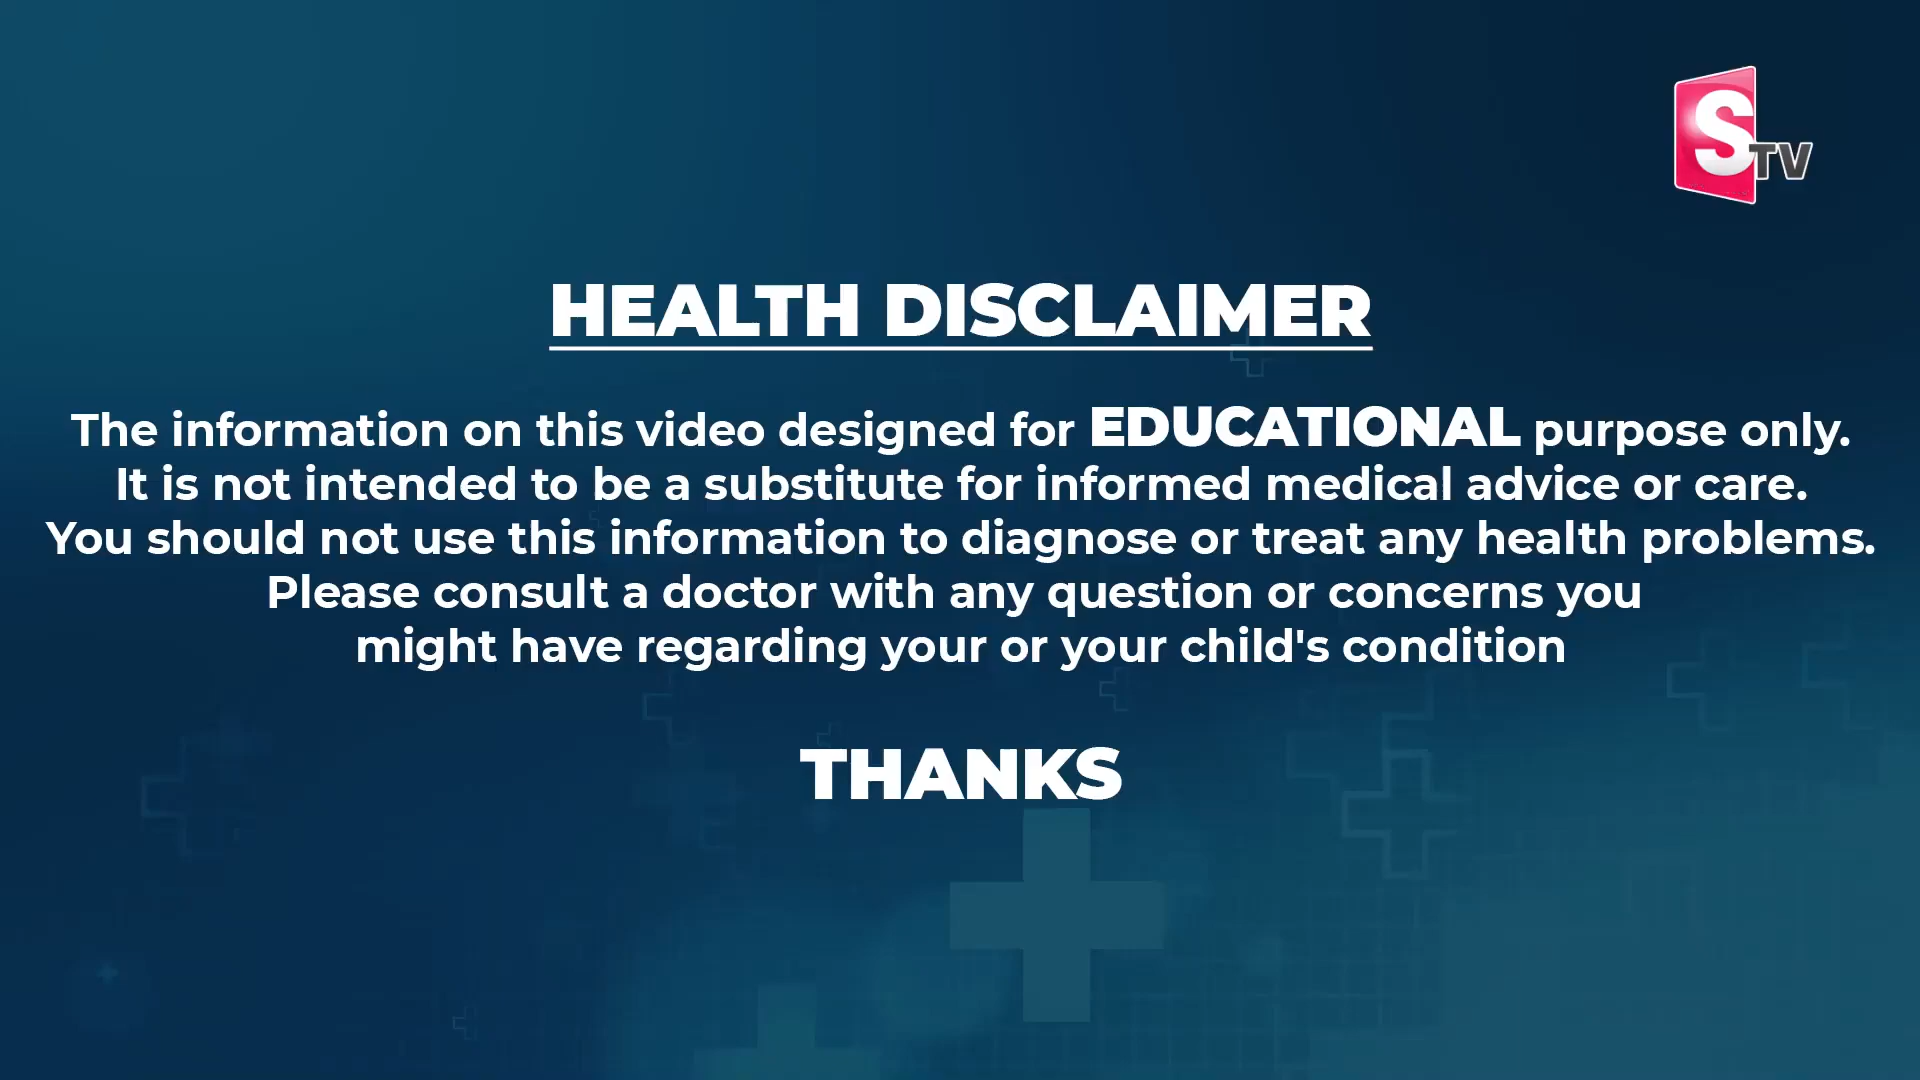 STV
HEALTH DISCLAIMER
The information on this video designed for EDUCATIONAL purpose only.
It is not intended to be a substitute for informed medical advice or care.
You should not use this information to diagnose or treat any health problems.
Please consult a doctor with any question or concerns you
might have regarding your or your child's condition
THANKS